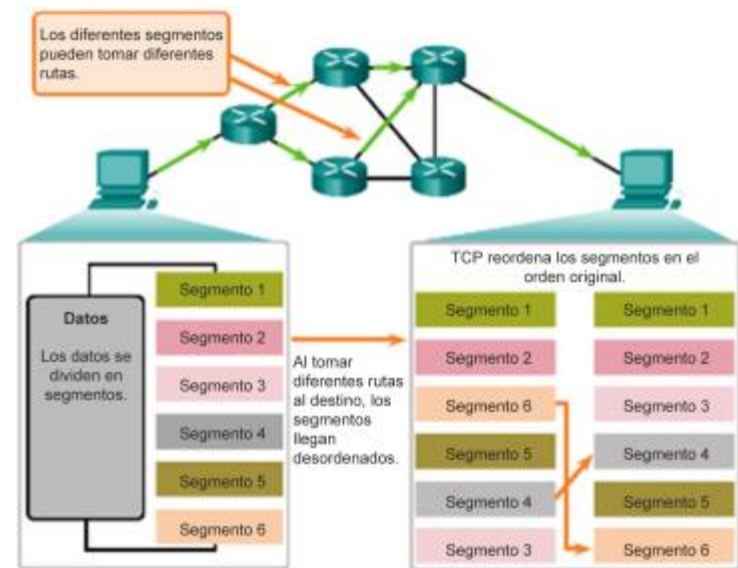 Los diferentes segmentos
pueden tomar diferentes
rutas.
Datos
Los datos se
dividen en
segmentos.
Segmento 1
Segmento 2
Segmento 3
Segmento 4
Segmento 5
Segmento 6
Al tomar
diferentes rutas
al destino, los
segmentos
llegan
desordenados.
TCP reordena los segmentos en el
orden original.
Segmento 1
Segmento 2
Segmento 6
Segmento 5
Segmento 4
Segmento 3
Segmento 1
Segmento 2
Segmento 3
Segmento 4
Segmento 5
Segmento 6